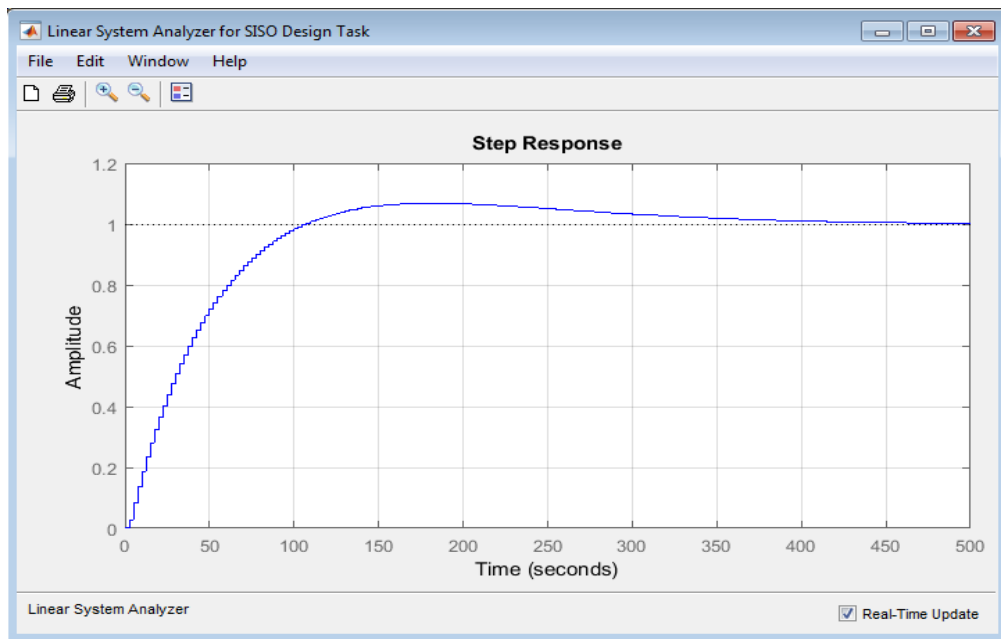 Linear System Analyzer for SISO Design Task
File Edit Window Help
Step Response
1.2
1
0.8
0.6
0.4
0.2
0
Amplitude
0 50 100 150 200 250 300 350 400 450 500
Time (seconds)
Linear System Analyzer
Real-Time Update